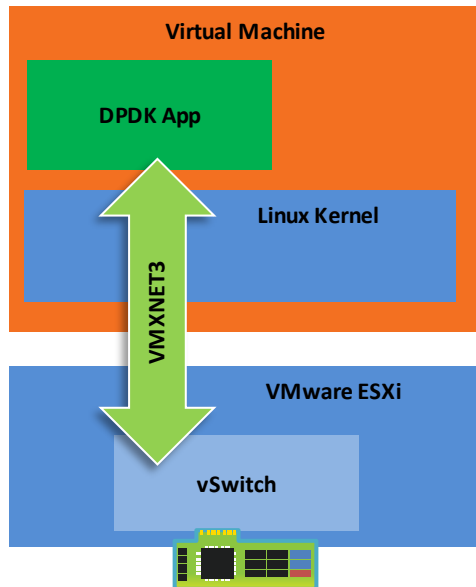 Virtual Machine
DPDK App
Linux Kernel
VMXNET3
VMware ESXi
vSwitch